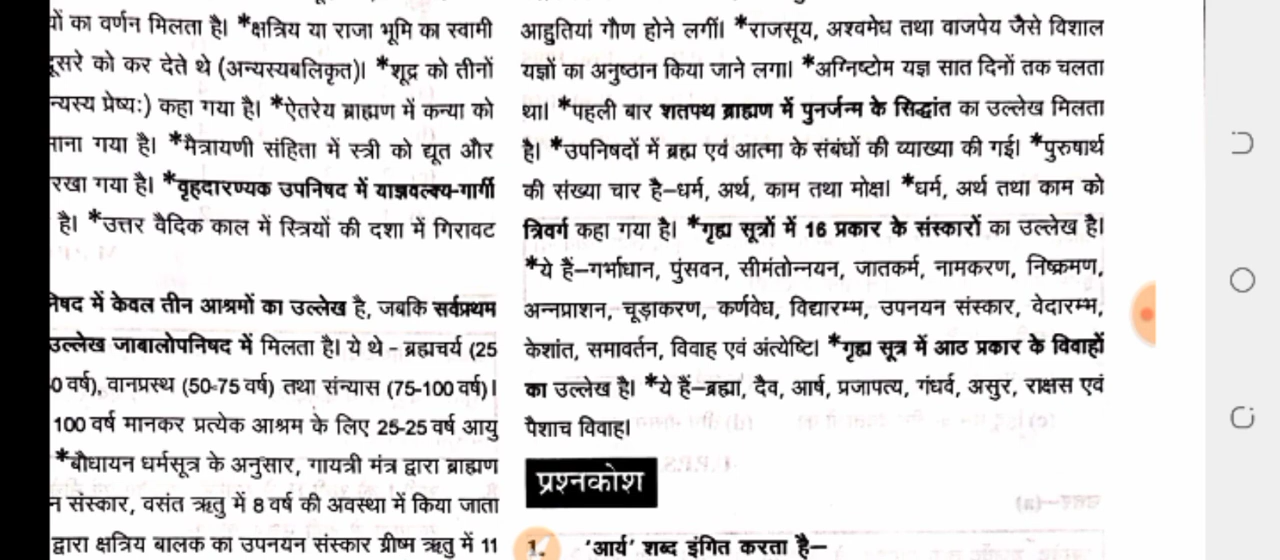 का वर्णन मिलता है। *क्षत्रिय या राजा भूमि का स्वामी
दूसरे को कर देते थे (अन्यस्यबलिकृत)। *शूद्र को तीनों
न्यस्य प्रेष्यः) कहा गया है। *ऐतरेय ब्राह्मण में कन्या को
माना गया है। *मैत्रायणी संहिता में स्त्री को द्यूत और
रखा गया है। *वृहदारण्यक उपनिषद में याज्ञवल्क्य-गार्गी
है। *उत्तर वैदिक काल में स्त्रियों की दशा में गिरावट
निषद में केवल तीन आश्रमों का उल्लेख है, जबकि सर्वप्रथम
उल्लेख जाबालोपनिषद में मिलता है। ये थे - ब्रह्मचर्य (25
0 वर्ष), वानप्रस्थ (50-75 वर्ष) तथा संन्यास (75-100 वर्ष)।
100 वर्ष मानकर प्रत्येक आश्रम के लिए 25-25 वर्ष आयु
*बौधायन धर्मसूत्र के अनुसार, गायत्री मंत्र द्वारा ब्राह्मण
न संस्कार, वसंत ऋतु में 8 वर्ष की अवस्था में किया जाता
द्वारा क्षत्रिय बालक का उपनयन संस्कार ग्रीष्म ऋतु में 11
आहुतियां गौण होने लगीं। *राजसूय, अश्वमेध तथा वाजपेय जैसे विशाल
यज्ञों का अनुष्ठान किया जाने लगा। *अग्निष्टोम यज्ञ सात दिनों तक चलता
था। *पहली बार शतपथ ब्राह्मण में पुनर्जन्म के सिद्धांत का उल्लेख मिलता
है। *उपनिषदों में ब्रह्म एवं आत्मा के संबंधों की व्याख्या की गई। *पुरुषार्थ
की संख्या चार है–धर्म, अर्थ, काम तथा मोक्ष। *धर्म, अर्थ तथा काम को
त्रिवर्ग कहा गया है। *गृह्य सूत्रों में 16 प्रकार के संस्कारों का उल्लेख है।
*ये हैं–गर्भाधान, पुंसवन, सीमंतोन्नयन, जातकर्म, नामकरण, निष्क्रमण,
अन्नप्राशन, चूड़ाकरण, कर्णवेध, विद्यारम्भ, उपनयन संस्कार, वेदारम्भ,
केशांत, समावर्तन, विवाह एवं अंत्येष्टि। *गृह्य सूत्र में आठ प्रकार के विवाहों
का उल्लेख है। *ये हैं–ब्रह्मा, दैव, आर्ष, प्रजापत्य, गंधर्व, असुर, राक्षस एवं
पैशाच विवाह।
प्रश्नकोश
1. 'आर्य' शब्द इंगित करता है–